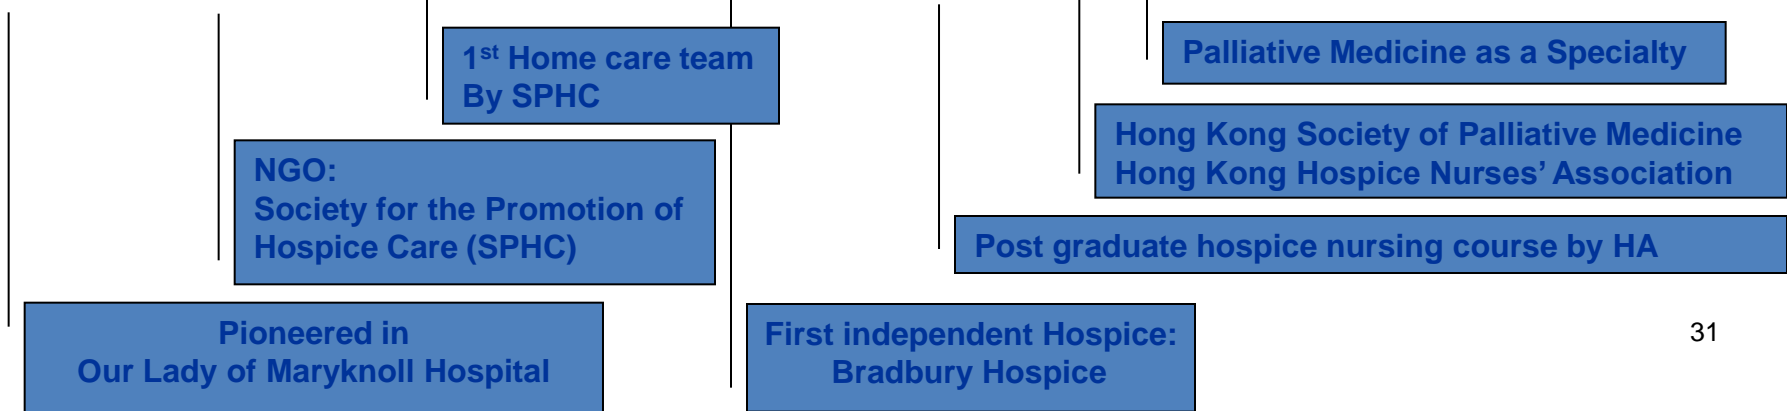 1st Home care team
By SPHC
Palliative Medicine as a Specialty
Hong Kong Society of Palliative Medicine
Hong Kong Hospice Nurses’ Association
NGO:
Society for the Promotion of
Hospice Care (SPHC)
Post graduate hospice nursing course by HA
Pioneered in
Our Lady of Maryknoll Hospital
First independent Hospice:
Bradbury Hospice
31